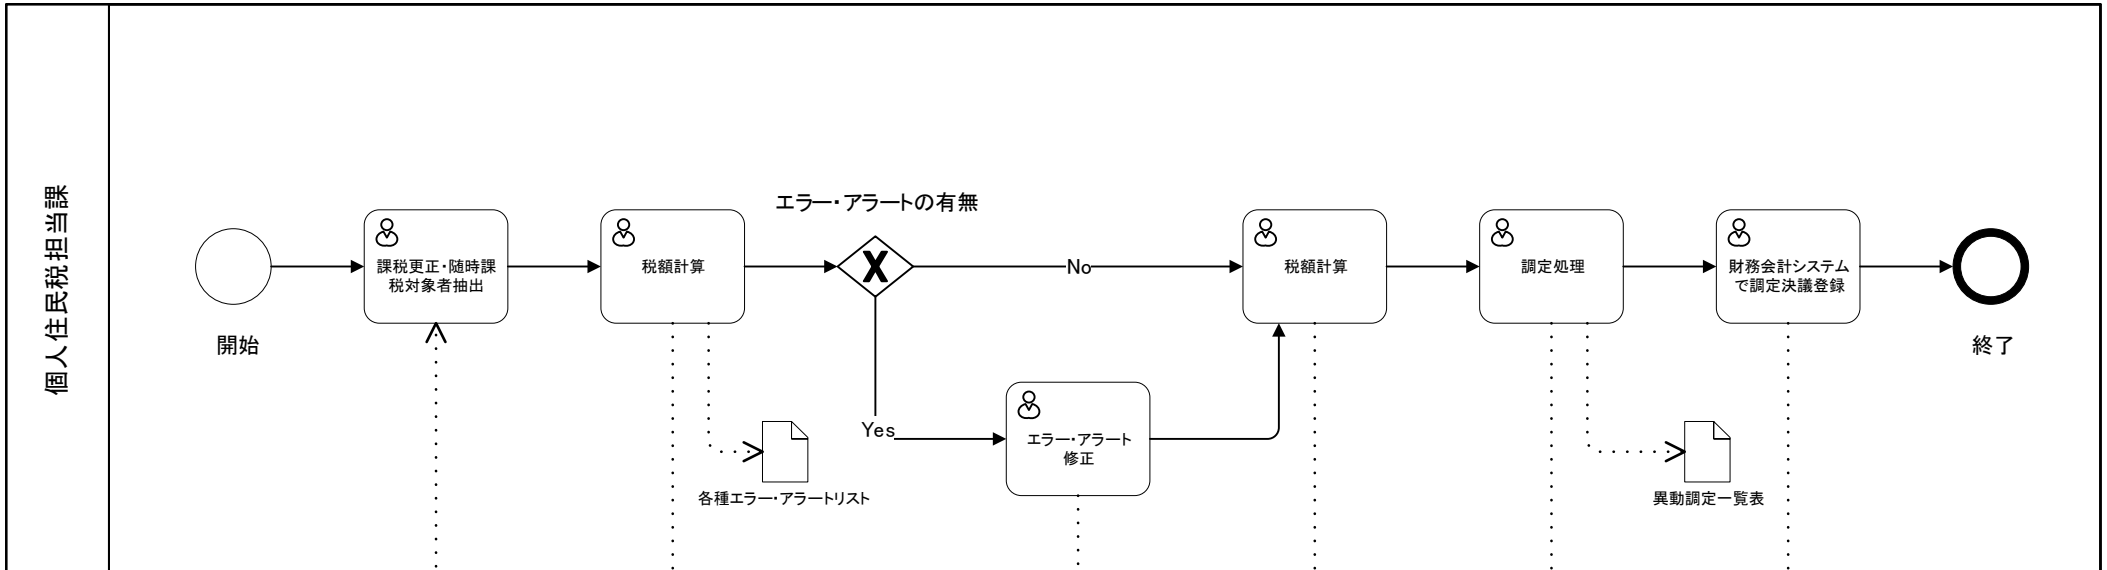 個人住民税担当課
開始
課税更正・随時課
税対象者抽出
税額計算
各種エラー・アラートリスト
エラー・アラートの有無
No
Yes
エラー・アラート
修正
税額計算
調定処理
異動調定一覧表
財務会計システム
で調定決議登録
終了